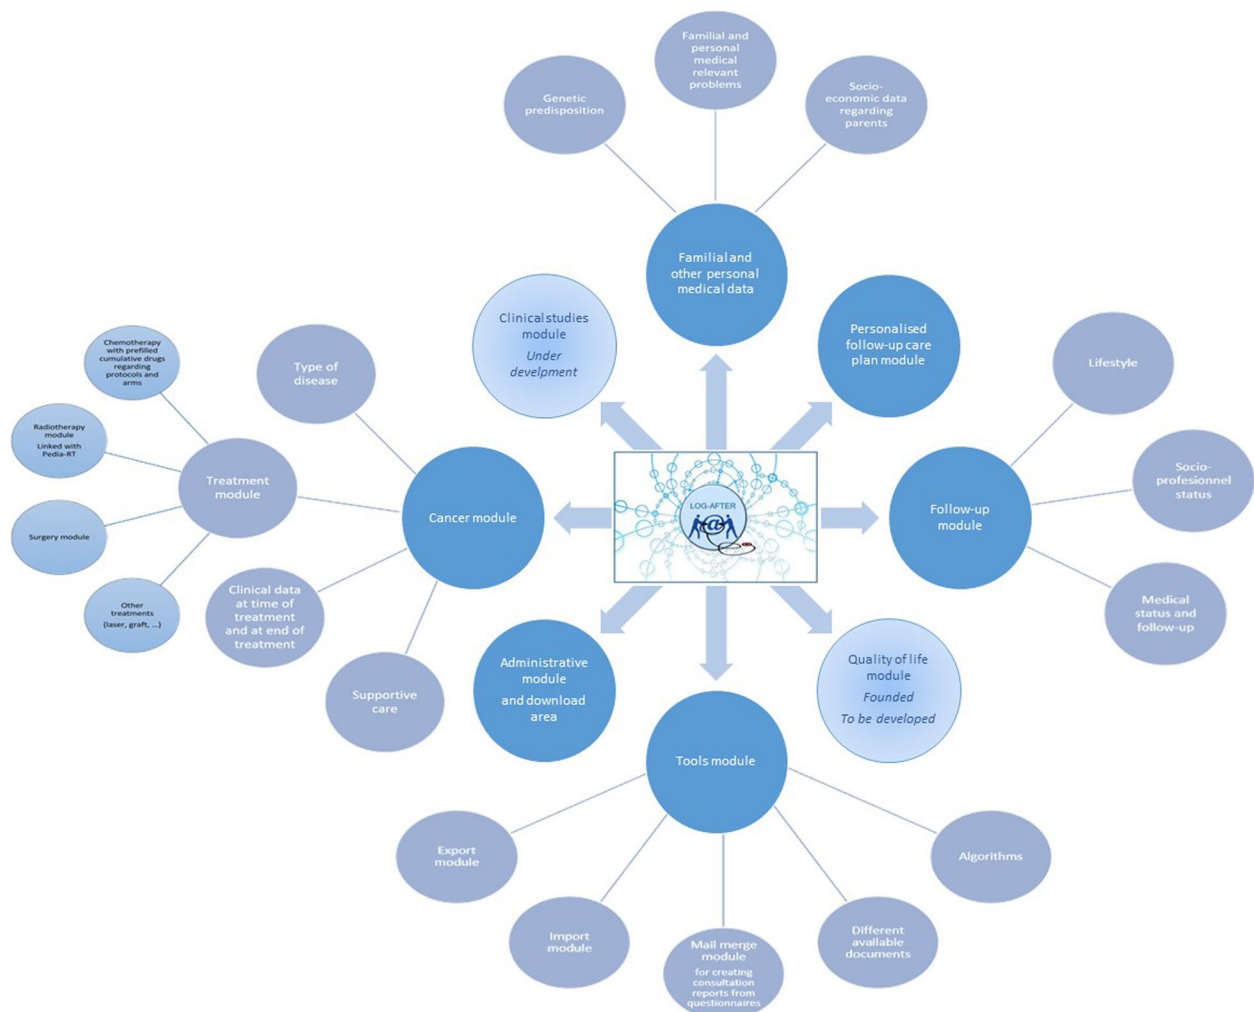 Familial and
personal
medical
relevant
problems
Genetic
predisposition
Socio-
economic data
regarding
parents
Familial and
other personal
medical data
Clinical studies
module
Under
develpment
Personalised
follow-up care
plan module
Chemotherapy
with prefilled
cumulative drugs
regarding
protocols and
arms
Type of
disease
Lifestyle
Radiotherapy
module
Linked with
Pedia-RT
Treatment
module
Socio-
profesionnel
status
Cancer module
LOG-AFTER
@
Follow-up
module
Surgery module
Other
treatments
(laser, graft, ...)
Clinical data
at time of
treatment
and at end of
treatment
Medical
status and
follow-up
Supportive
care
Administrative
module
and download
area
Quality of life
module
Founded
To be developed
Tools module
Export
module
Algorithms
Import
module
Mail merge
module
for creating
consultation
reports from
questionnaires
Different
available
documents